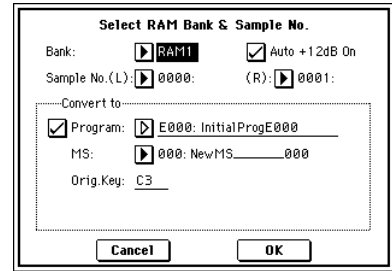 Select RAM Bank & Sample No.
Bank: RAM1 Auto +12dB On
Sample No.(L): 0000: (R): 0001:
Convert to
Program: E000: InitialProgE000
MS: 000: NewMS______000
Orig.Key: C3
Cancel OK